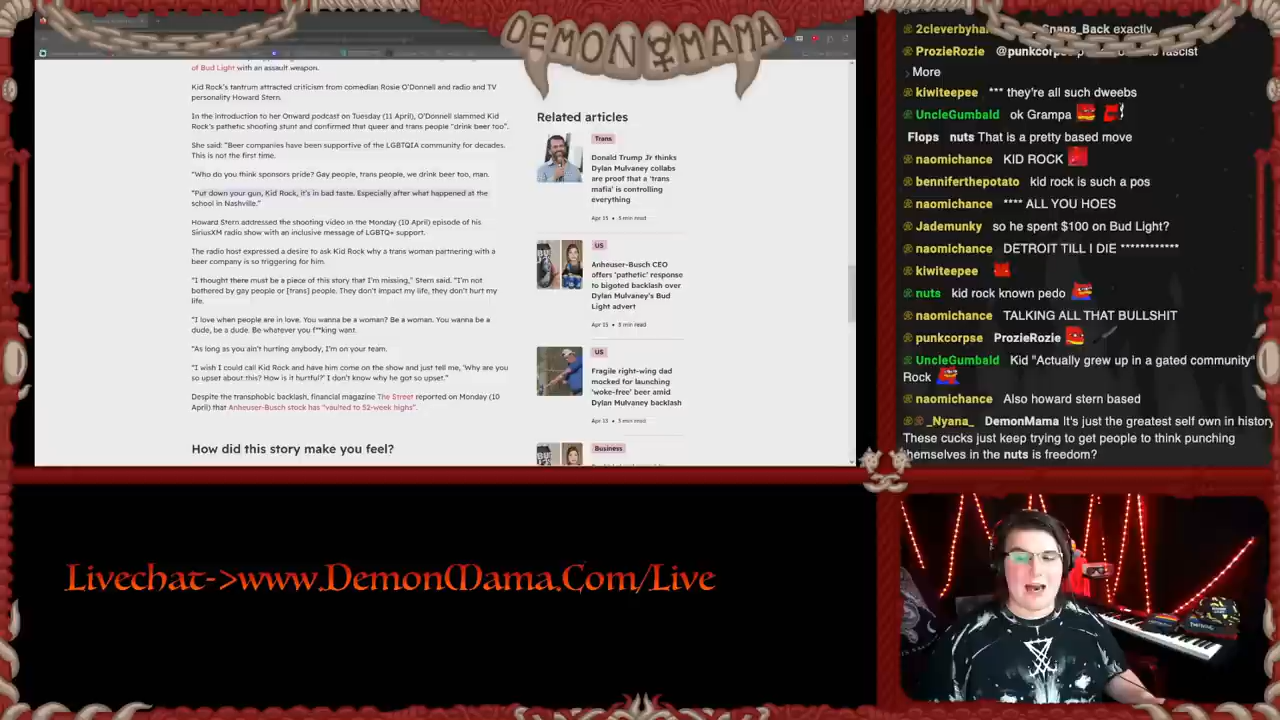 DEMON MAMA
of Bud Light with an assault weapon.
Kid Rock's tantrum attracted criticism from comedian Rosie O'Donnell and radio and TV
personality Howard Stern.
In the introduction to her Onward podcast on Tuesday (11 April), O'Donnell slammed Kid
Rock's pathetic shooting stunt and confirmed that queer and trans people "drink beer too".
She said: "Beer companies have been supportive of the LGBTQIA community for decades.
This is not the first time.
"Who do you think sponsors pride? Gay people, trans people, we drink beer too, man.
"Put down your gun, Kid Rock, it's in bad taste. Especially after what happened at the
school in Nashville."
Howard Stern addressed the shooting video in the Monday (10 April) episode of his
SiriusXM radio show with an inclusive message of LGBTQ+ support.
The radio host expressed a desire to ask Kid Rock why a trans woman partnering with a
beer company is so triggering for him.
"I thought there must be a piece of this story that I'm missing," Stern said. "I'm not
bothered by gay people or [trans] people. They don't impact my life, they don't hurt my
life.
"I love when people are in love. You wanna be a woman? Be a woman. You wanna be a
dude, be a dude. Be whatever you f**king want.
"As long as you ain't hurting anybody, I'm on your team.
"I wish I could call Kid Rock and have him come on the show and just tell me, 'Why are you
so upset about this? How is it hurtful?' I don't know why he got so upset."
Despite the transphobic backlash, financial magazine The Street reported on Monday (10
April) that Anheuser-Busch stock has "vaulted to 52-week highs".
How did this story make you feel?
Related articles
Trans
Donald Trump Jr thinks
Dylan Mulvaney collabs
are proof that a 'trans
mafia' is controlling
everything
Apr 13 • 3 min read
US
Anheuser-Busch CEO
offers 'pathetic' response
to bigoted backlash over
Dylan Mulvaney's Bud
Light advert
Apr 15 • 3 min read
US
Fragile right-wing dad
mocked for launching
'woke-free' beer amid
Dylan Mulvaney backlash
Apr 13 • 3 min read
Business
exactly
ProzieRozie @punkcorpse
fascist
More
kiwiteepee *** they're all such dweebs
UncleGumbald ok Grampa
Flops nuts That is a pretty based move
naomichance KID ROCK
benniferthepotato kid rock is such a pos
naomichance **** ALL YOU HOES
Jademunky so he spent $100 on Bud Light?
naomichance DETROIT TILL I DIE ***********
kiwiteepee
nuts kid rock known pedo
naomichance TALKING ALL THAT BULLSHIT
punkcorpse ProzieRozie
UncleGumbald Kid "Actually grew up in a gated community"
Rock
naomichance Also howard stern based
_Nyana_ DemonMama It's just the greatest self own in history
These cucks just keep trying to get people to think punching
themselves in the nuts is freedom?
Livechat->www.DemonMama.Com/Live